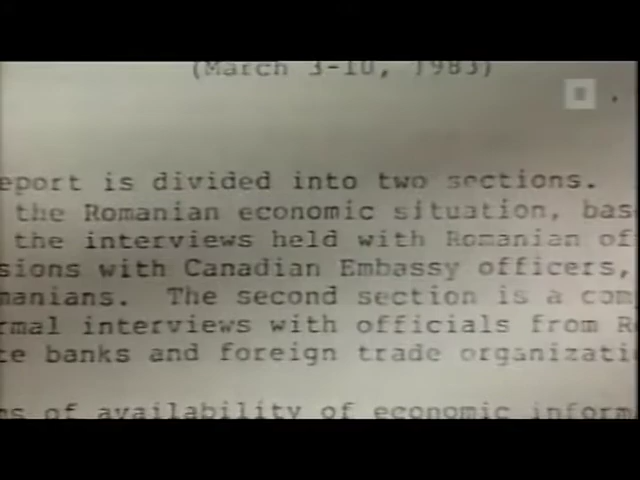 (March 3-10, 1983)
eport is divided into two sections.
the Romanian economic situation, bas
the interviews held with Romanian of
sions with Canadian Embassy officers,
manians. The second section is a com
rmal interviews with officials from R
te banks and foreign trade organizati
ns of availability of economic inform